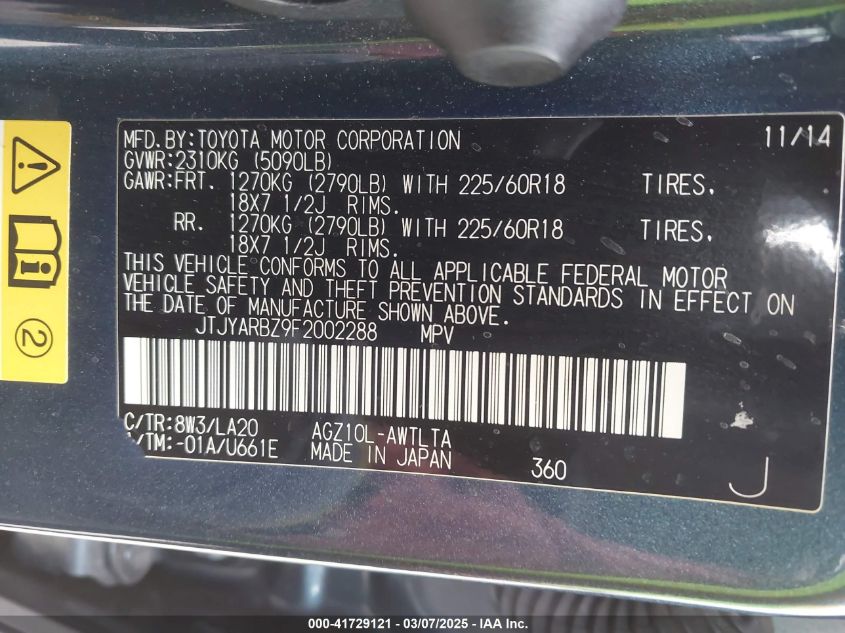 MFD.BY:TOYOTA MOTOR CORPORATION 11/14
GVWR:2310KG (5090LB)
GAWR:FRT. 1270KG (2790LB) WITH 225/60R18 TIRES.
18X7 1/2J RIMS.
RR. 1270KG (2790LB) WITH 225/60R18 TIRES.
18X7 1/2J RIMS.
THIS VEHICLE CONFORMS TO ALL APPLICABLE FEDERAL MOTOR
VEHICLE SAFETY AND THEFT PREVENTION STANDARDS IN EFFECT ON
THE DATE OF MANUFACTURE SHOWN ABOVE.
JTJYARBZ9F2002288 MPV
C/TR:8W3/LA20 AGZ10L-AWTLTA
/TM:-01A/U661E MADE IN JAPAN 360 J
2
000-41729121 - 03/07/2025 - IAA Inc.